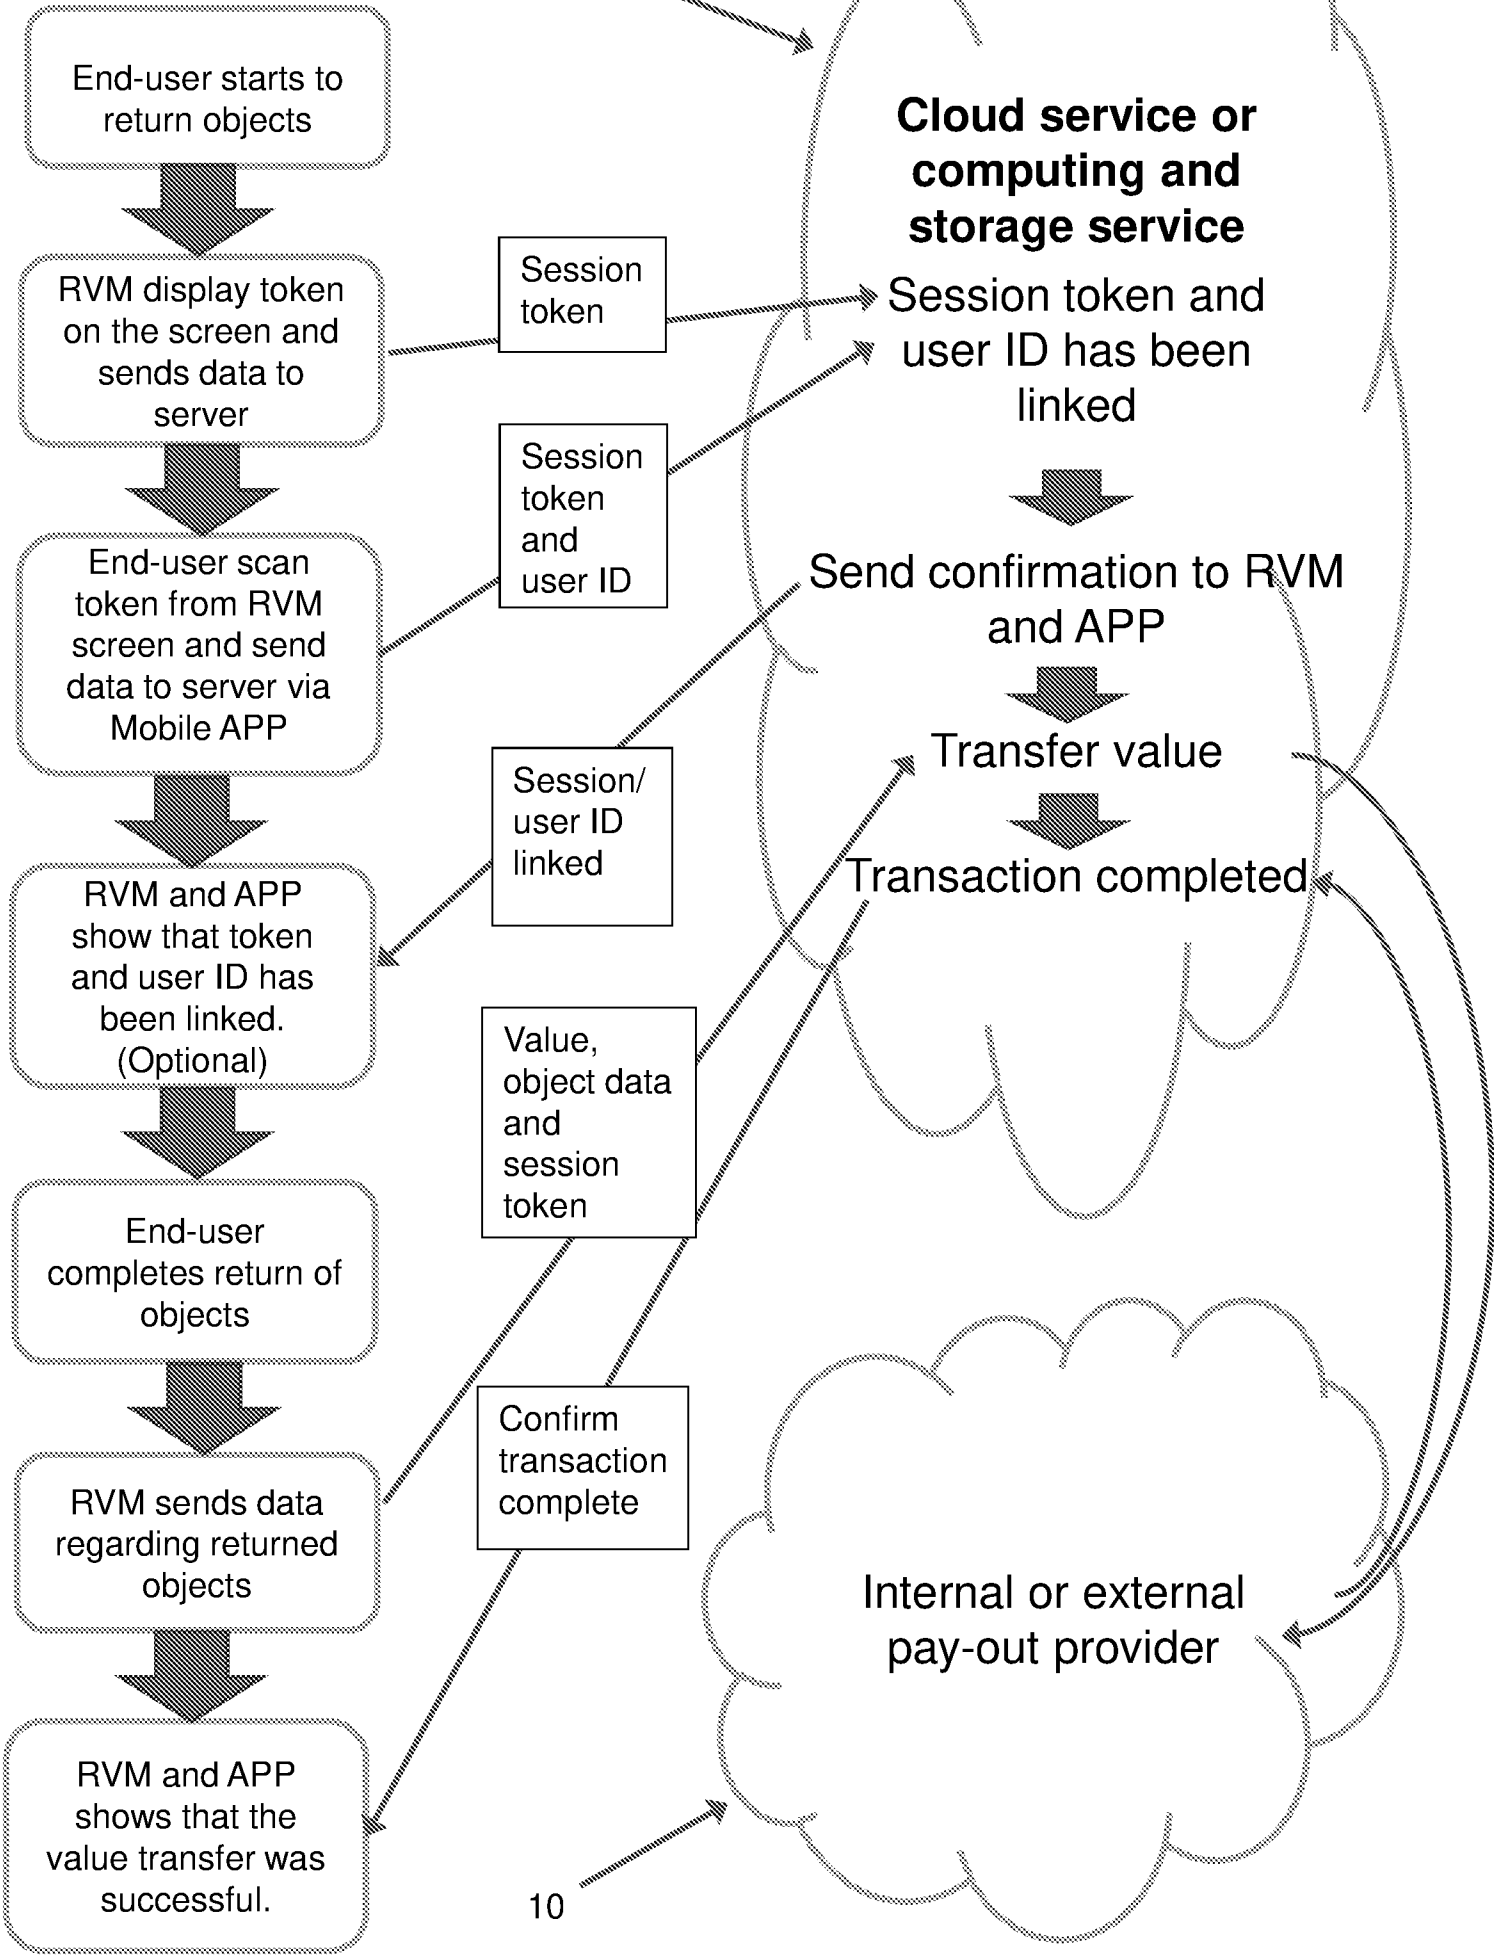 End-user starts to
return objects
RVM display token
on the screen and
sends data to
server
End-user scan
token from RVM
screen and send
data to server via
Mobile APP
RVM and APP
show that token
and user ID has
been linked.
(Optional)
End-user
completes return of
objects
RVM sends data
regarding returned
objects
RVM and APP
shows that the
value transfer was
successful.
Session
token
Session
token
and
user ID
Session/
user ID
linked
Value,
object data
and
session
token
Confirm
transaction
complete
Cloud service or
computing and
storage service
Session token and
user ID has been
linked
Send confirmation to RVM
and APP
Transfer value
Transaction completed
Internal or external
pay-out provider
10